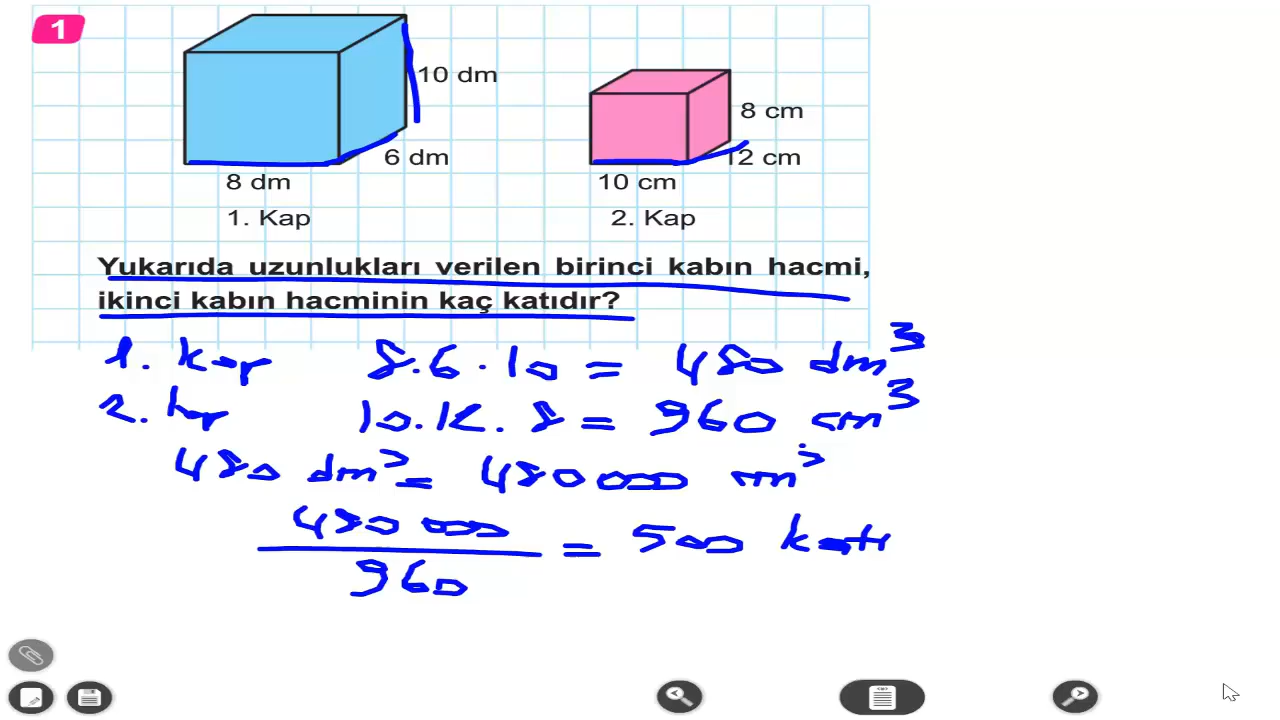 1
10 dm
8 cm
6 dm
12 cm
8 dm
10 cm
1. Kap
2. Kap
Yukarıda uzunlukları verilen birinci kabın hacmi,
ikinci kabın hacminin kaç katıdır?
1. kap 8.6.10 = 480 dm³
2. kap 10.12.8 = 960 cm³
480 dm³ = 480000 cm³
480000
960
= 500 katı